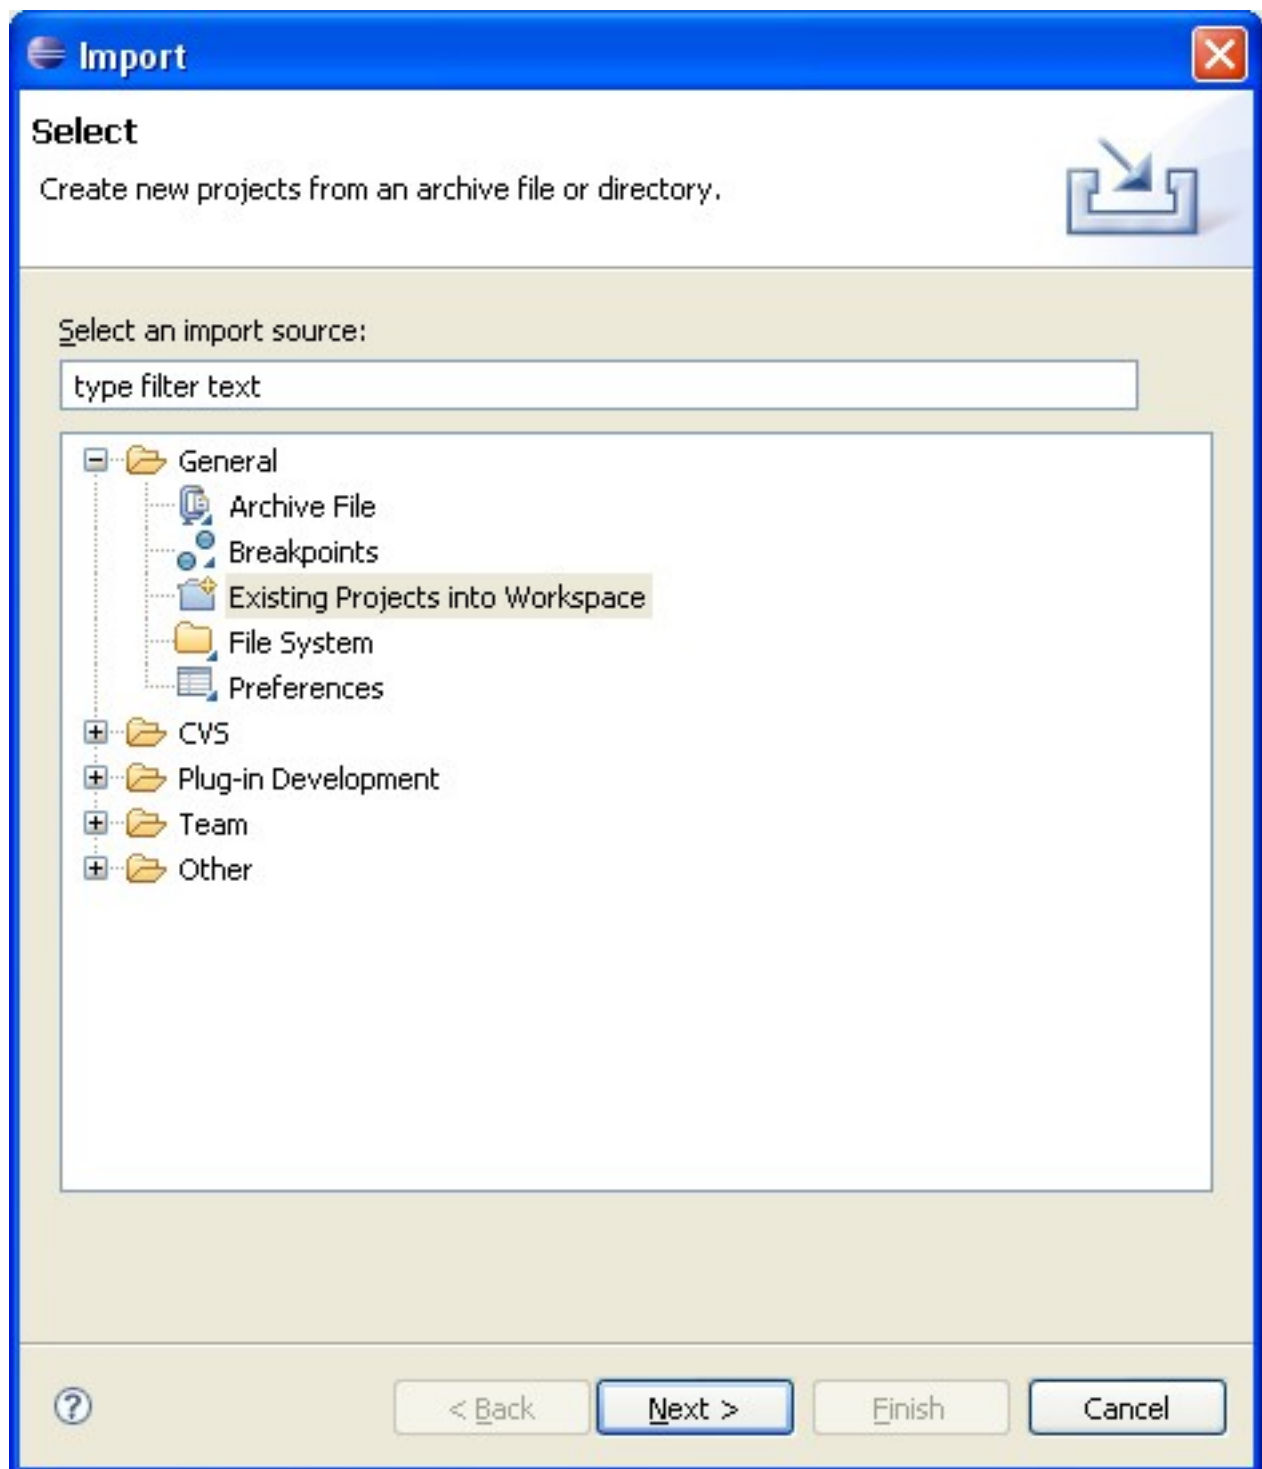 Import
Select
Create new projects from an archive file or directory.
Select an import source:
type filter text
General
Archive File
Breakpoints
Existing Projects into Workspace
File System
Preferences
CVS
Plug-in Development
Team
Other
? < Back Next > Finish Cancel